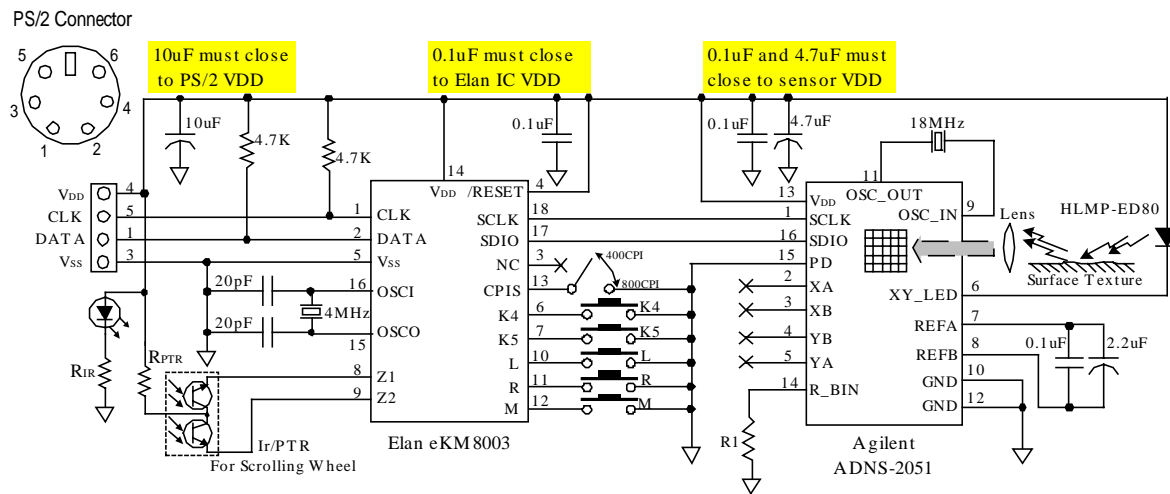 PS/2 Connector
5
6
3
4
1
2
10uF must close
to PS/2 VDD
0.1uF must close
to Elan IC VDD
0.1uF and 4.7uF must
close to sensor VDD
10uF
4.7K
4.7K
0.1uF
0.1uF
4.7uF
18MHz
VDD
4
CLK
5
DATA
1
VSS
3
14
VDD
/RESET
4
1
CLK
SCLK
18
2
DATA
SDIO
17
5
VSS
NC
3
16
OSCI
CPIS
13
OSCO
15
K4
6
K5
7
L
10
8
Z1
R
11
9
Z2
M
12
20pF
20pF
4MHz
400CPI
800CPI
K4
K5
L
R
M
RIR
RPTR
Ir/PTR
For Scrolling Wheel
Elan eKM8003
11
OSC_OUT
13
VDD
OSC_IN
9
1
SCLK
16
SDIO
15
PD
2
XA
XY_LED
6
3
XB
REFA
7
4
YB
REFB
8
5
YA
GND
10
14
R_BIN
GND
12
Lens
HLMP-ED80
Surface Texture
0.1uF
2.2uF
R1
Agilent
ADNS-2051